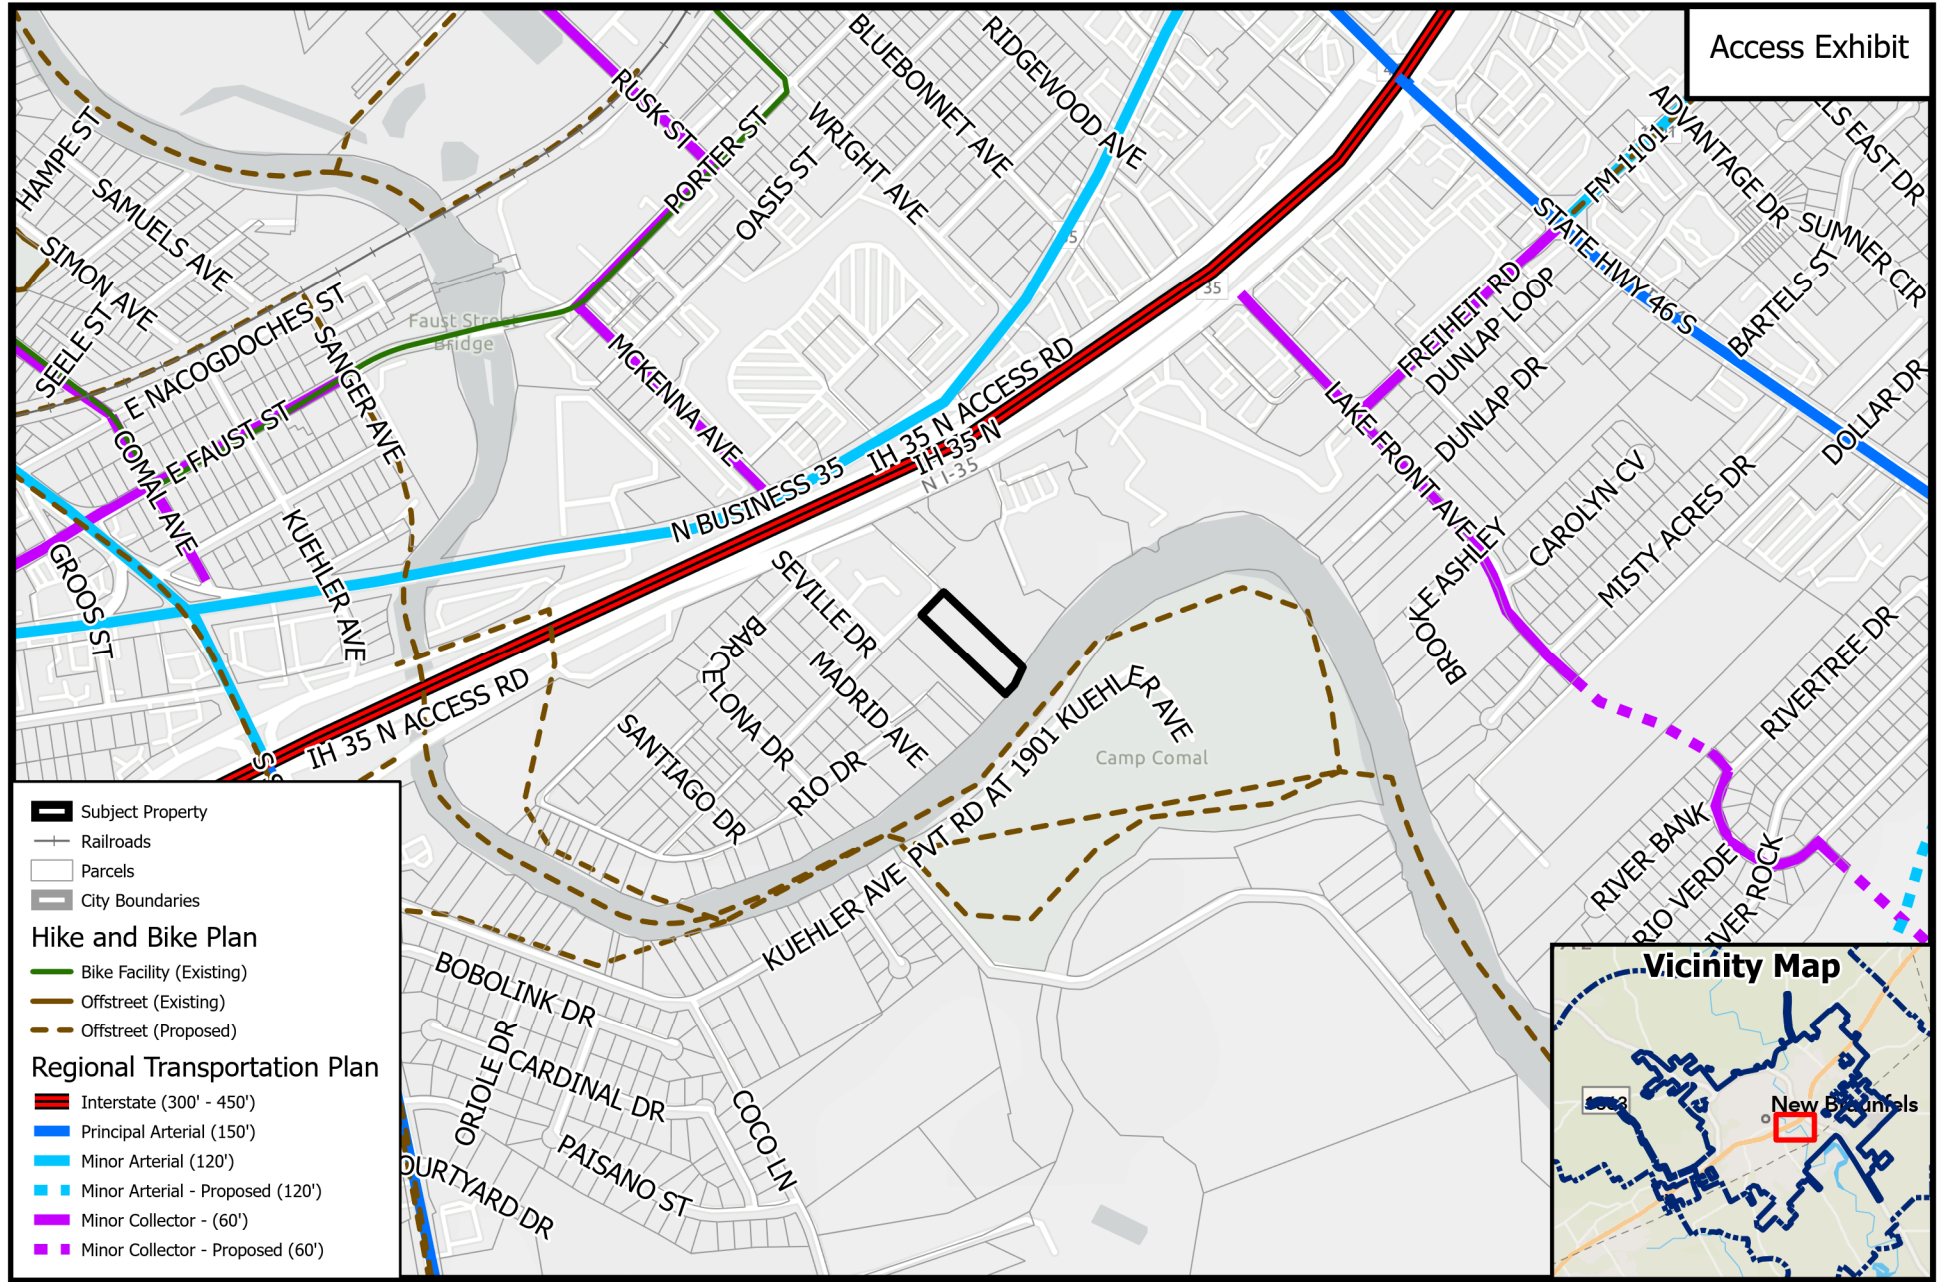 Access Exhibit
RUSK ST
PORTER ST
OASIS ST
WRIGHT AVE
BLUEBONNET AVE
RIDGEWOOD AVE
HAMPE ST
SAMUELS AVE
SIMON AVE
SEELE ST
E NACOGDOCHES ST
SANGER AVE
E FAUST ST
COMAL AVE
GROOS ST
KUEHLER AVE
Faust Street
Bridge
MCKENNA AVE
N BUSINESS 35
IH 35 N ACCESS RD
IH 35 N
N I-35
35
IH 35 N ACCESS RD
ADVANTAGE DR
FM 1101
STATE HWY 46 S
SUMNER CIR
BARTELS ST
FREIHEIT RD
DUNLAP LOOP
DUNLAP DR
LAKE FRONT AVE
DOLLAR DR
CAROLYN CV
MISTY ACRES DR
LE ASHLEY
BROOK
RIVERTREE DR
RIVER BANK
RIO VERDE
SEVILLE DR
BARCELONA DR
MADRID AVE
SANTIAGO DR
RIO DR
KUEHLER AVE
PVT RD AT 1901 KUEHLER AVE
Camp Comal
BOBOLINK DR
ORIOLE DR
CARDINAL DR
PAISANO ST
COCO LN
OURTYARD DR
Subject Property
Railroads
Parcels
City Boundaries
Hike and Bike Plan
Bike Facility (Existing)
Offstreet (Existing)
Offstreet (Proposed)
Regional Transportation Plan
Interstate (300' - 450')
Principal Arterial (150')
Minor Arterial (120')
Minor Arterial - Proposed (120')
Minor Collector - (60')
Minor Collector - Proposed (60')
Vicinity Map
New Braunfels